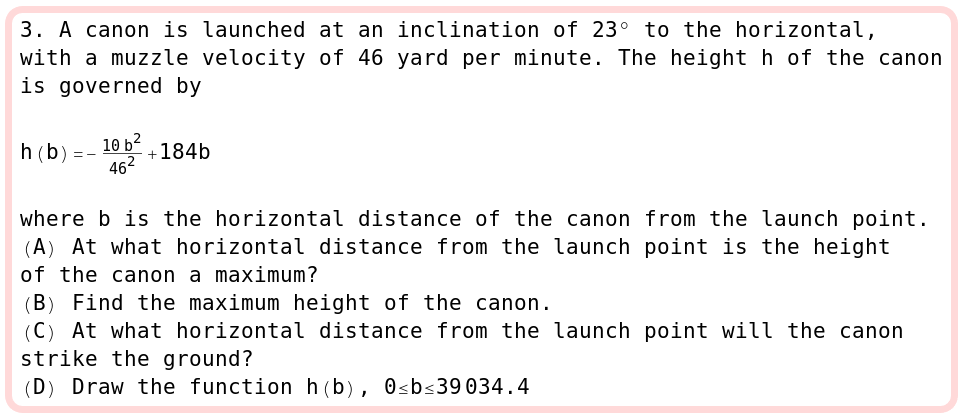 3. A canon is launched at an inclination of 23° to the horizontal,
with a muzzle velocity of 46 yard per minute. The height h of the canon
is governed by
h(b)=-\frac{10 b^2}{46^2}+184b
where b is the horizontal distance of the canon from the launch point.
(A) At what horizontal distance from the launch point is the height
of the canon a maximum?
(B) Find the maximum height of the canon.
(C) At what horizontal distance from the launch point will the canon
strike the ground?
(D) Draw the function h(b), 0≤b≤39034.4